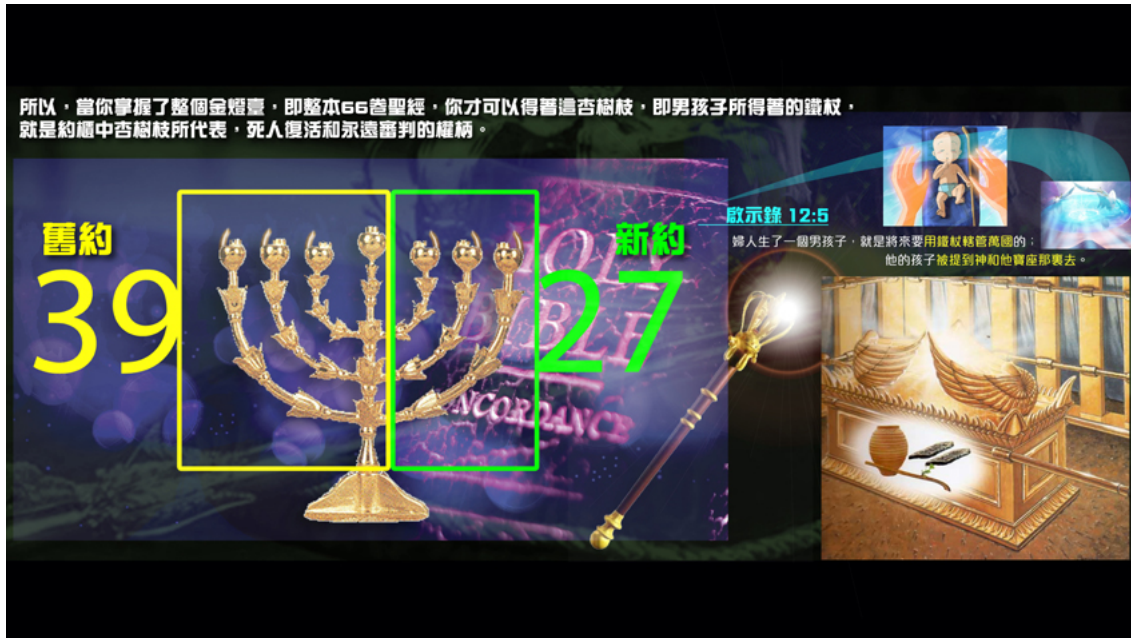 所以，當你掌握了整個金燈臺，即整本66卷聖經，你才可以得著這杏樹枝，即男孩子所得著的鐵杖，
就是約櫃中杏樹枝所代表，死人復活和永遠審判的權柄。
舊約
39
新約
27
HOLY
BIBLE
CONCORDANCE
啟示錄 12:5
婦人生了一個男孩子，就是將來要用鐵杖轄管萬國的；
他的孩子被提到神和他寶座那裏去。